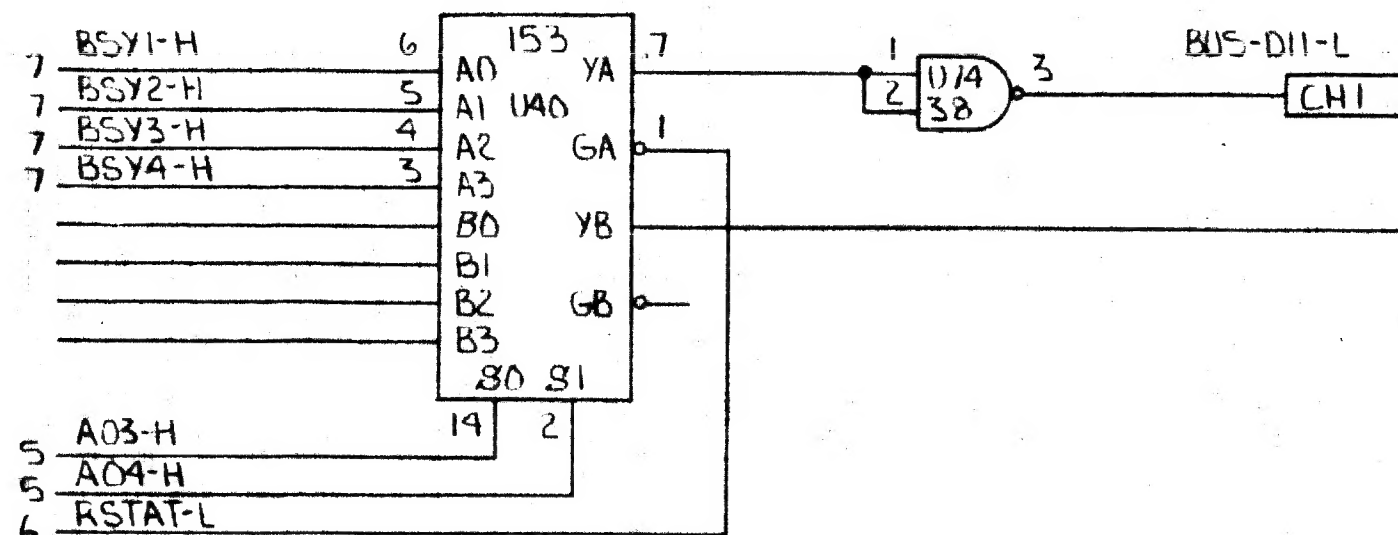 BSY1-H 6 153 7 1 BUS-D11-L
7 A0 YA U74 3
BSY2-H 5 2 38 CH1
7 A1 U40
BSY3-H 4 1
7 A2 GA
BSY4-H 3
7 A3
B0 YB
B1
B2 GB
B3
S0 S1
A03-H 14 2
5
A04-H
5
RSTAT-L
6